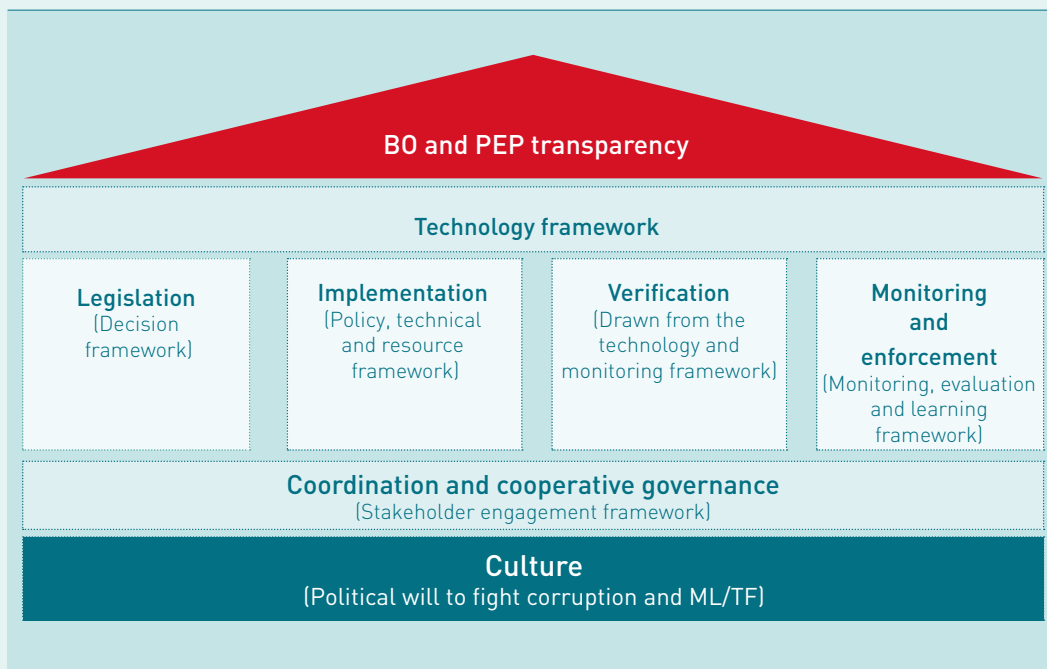 BO and PEP transparency
Technology framework
Legislation
(Decision
framework)
Implementation
(Policy, technical
and resource
framework)
Verification
(Drawn from the
technology and
monitoring framework)
Monitoring
and
enforcement
(Monitoring, evaluation
and learning
framework)
Coordination and cooperative governance
(Stakeholder engagement framework)
Culture
(Political will to fight corruption and ML/TF)